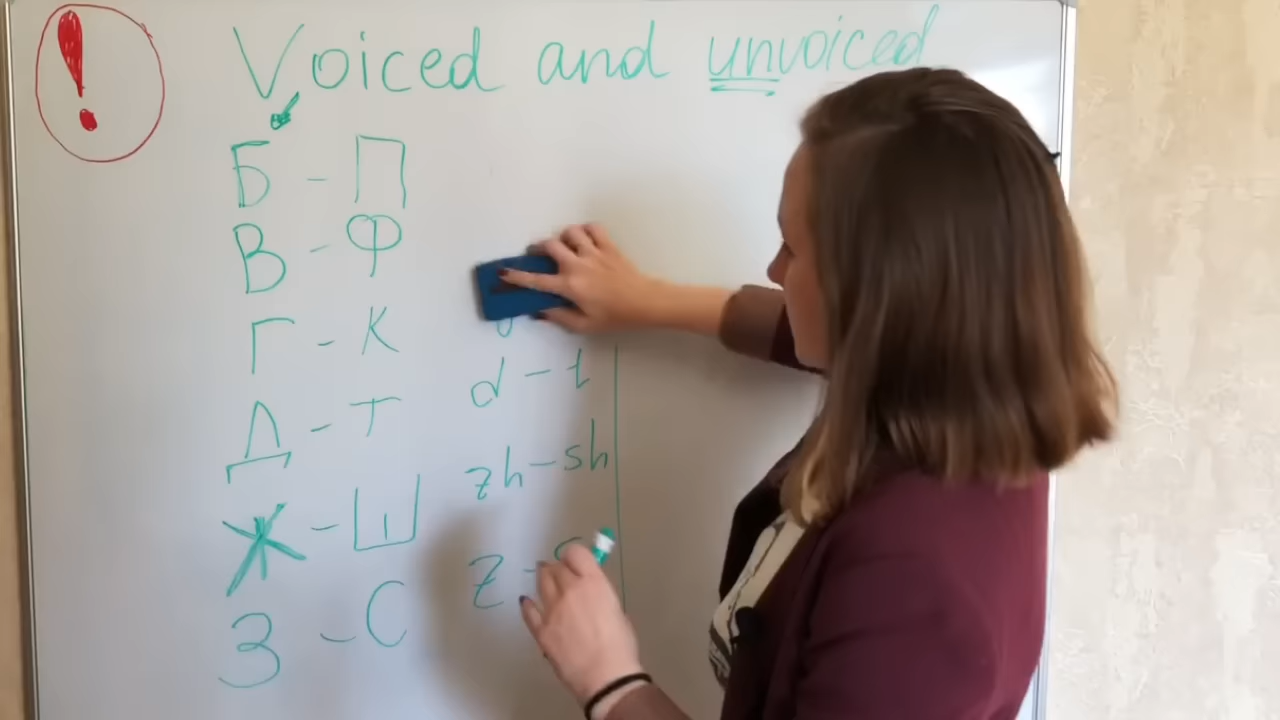 !
Voiced and unvoiced
Б - П
В - Ф
Г - К
Д - Т d - t
Ж - Ш zh - sh
З - С z -